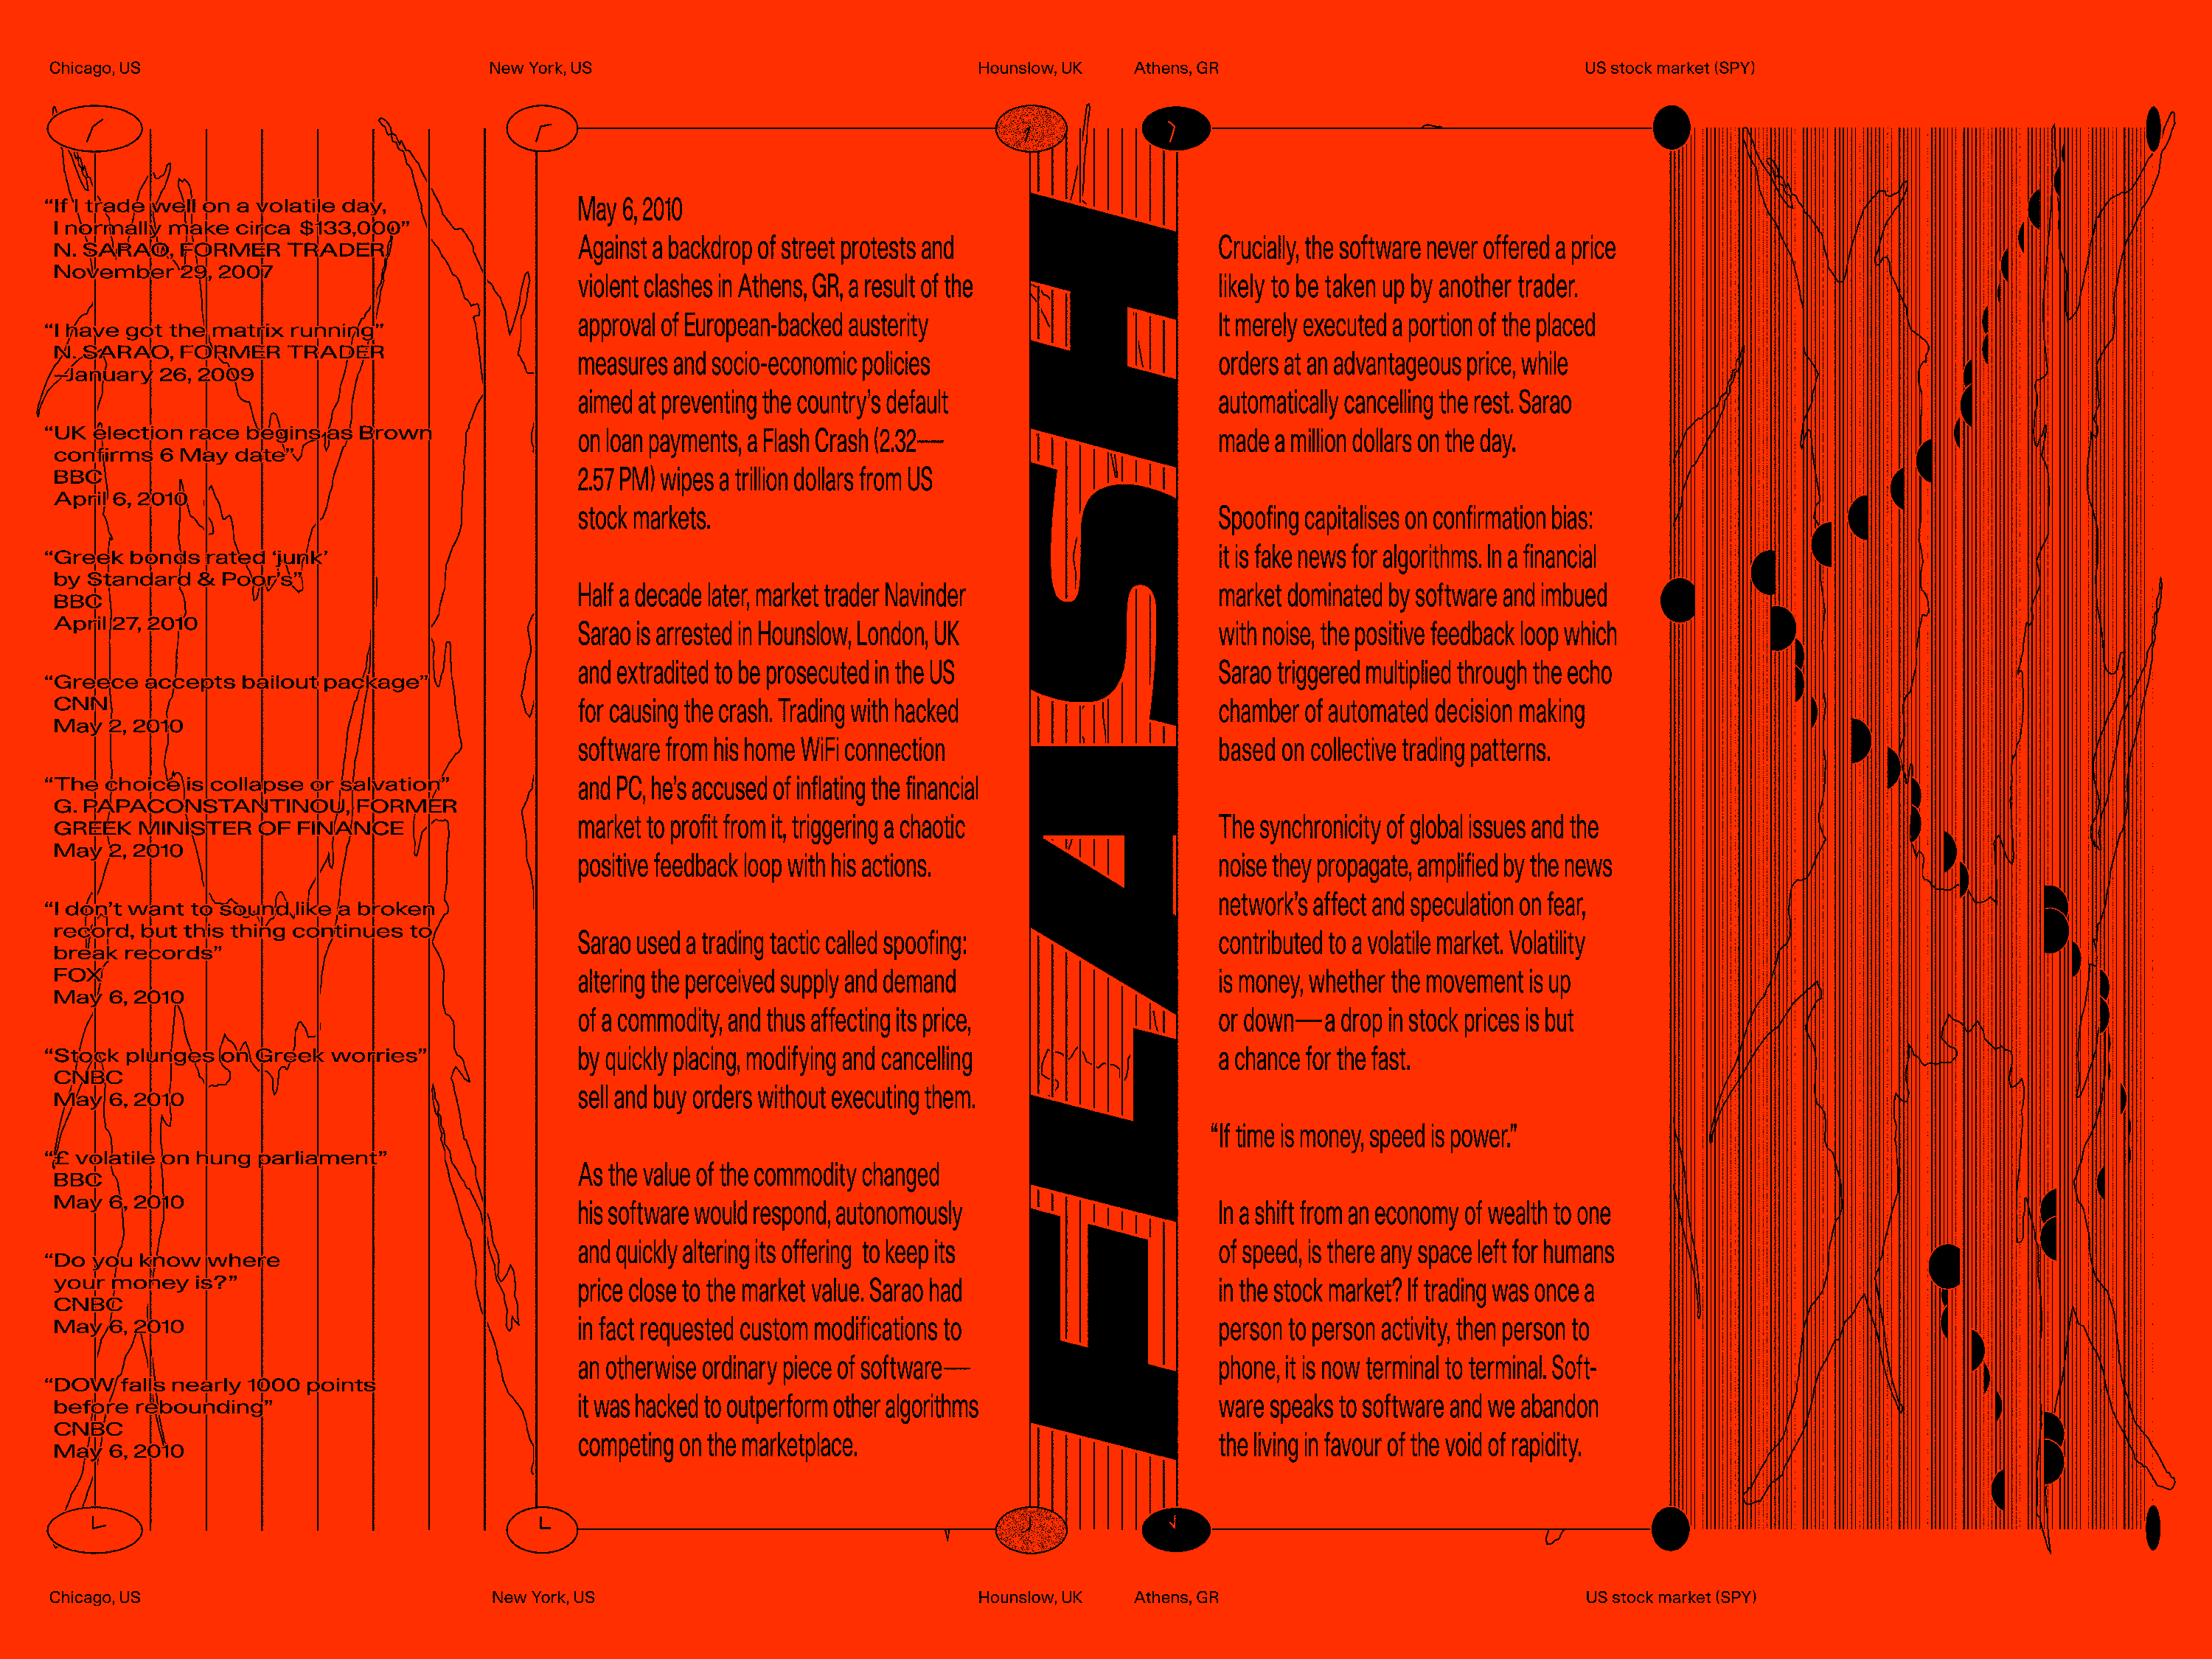 Chicago, US
New York, US
Hounslow, UK
Athens, GR
US stock market (SPY)
“If I trade well on a volatile day,
I normally make circa $133,000”
N. SARAO, FORMER TRADER
November 29, 2007
“I have got the matrix running”
N. SARAO, FORMER TRADER
January 26, 2009
“UK election race begins as Brown
confirms 6 May date”
BBC
April 6, 2010
“Greek bonds rated ‘junk’
by Standard & Poor’s”
BBC
April 27, 2010
“Greece accepts bailout package”
CNN
May 2, 2010
“The choice is collapse or salvation”
G. PAPACONSTANTINOU, FORMER
GREEK MINISTER OF FINANCE
May 2, 2010
“I don’t want to sound like a broken
record, but this thing continues to
break records”
FOX
May 6, 2010
“Stock plunges on Greek worries”
CNBC
May 6, 2010
“£ volatile on hung parliament”
BBC
May 6, 2010
“Do you know where
your money is?”
CNBC
May 6, 2010
“DOW falls nearly 1000 points
before rebounding”
CNBC
May 6, 2010
May 6, 2010
Against a backdrop of street protests and
violent clashes in Athens, GR, a result of the
approval of European-backed austerity
measures and socio-economic policies
aimed at preventing the country’s default
on loan payments, a Flash Crash (2.32—
2.57 PM) wipes a trillion dollars from US
stock markets.
Half a decade later, market trader Navinder
Sarao is arrested in Hounslow, London, UK
and extradited to be prosecuted in the US
for causing the crash. Trading with hacked
software from his home WiFi connection
and PC, he’s accused of inflating the financial
market to profit from it, triggering a chaotic
positive feedback loop with his actions.
Sarao used a trading tactic called spoofing:
altering the perceived supply and demand
of a commodity, and thus affecting its price,
by quickly placing, modifying and cancelling
sell and buy orders without executing them.
As the value of the commodity changed
his software would respond, autonomously
and quickly altering its offering to keep its
price close to the market value. Sarao had
in fact requested custom modifications to
an otherwise ordinary piece of software—
it was hacked to outperform other algorithms
competing on the marketplace.
FLASH
Crucially, the software never offered a price
likely to be taken up by another trader.
It merely executed a portion of the placed
orders at an advantageous price, while
automatically cancelling the rest. Sarao
made a million dollars on the day.
Spoofing capitalises on confirmation bias:
it is fake news for algorithms. In a financial
market dominated by software and imbued
with noise, the positive feedback loop which
Sarao triggered multiplied through the echo
chamber of automated decision making
based on collective trading patterns.
The synchronicity of global issues and the
noise they propagate, amplified by the news
network’s affect and speculation on fear,
contributed to a volatile market. Volatility
is money, whether the movement is up
or down—a drop in stock prices is but
a chance for the fast.
“If time is money, speed is power.”
In a shift from an economy of wealth to one
of speed, is there any space left for humans
in the stock market? If trading was once a
person to person activity, then person to
phone, it is now terminal to terminal. Soft-
ware speaks to software and we abandon
the living in favour of the void of rapidity.
Chicago, US
New York, US
Hounslow, UK
Athens, GR
US stock market (SPY)